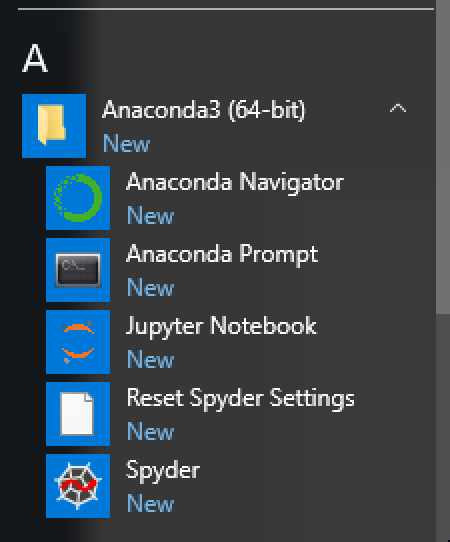 A
Anaconda3 (64-bit)
New
Anaconda Navigator
New
Anaconda Prompt
New
Jupyter Notebook
New
Reset Spyder Settings
New
Spyder
New